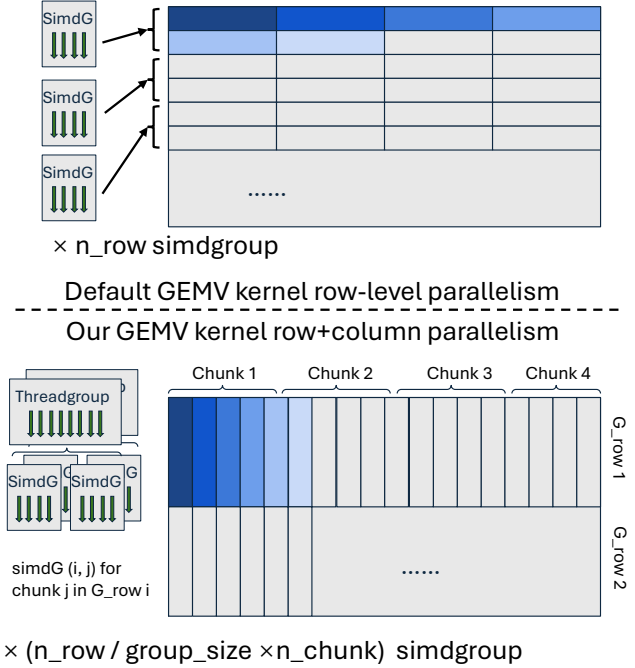 SimdG
SimdG
SimdG
......
× n_row simdgroup
Default GEMV kernel row-level parallelism
Our GEMV kernel row+column parallelism
Chunk 1
Chunk 2
Chunk 3
Chunk 4
Threadgroup
SimdG
SimdG
G
G_row 1
G_row 2
simdG (i, j) for
chunk j in G_row i
......
× (n_row / group_size ×n_chunk) simdgroup